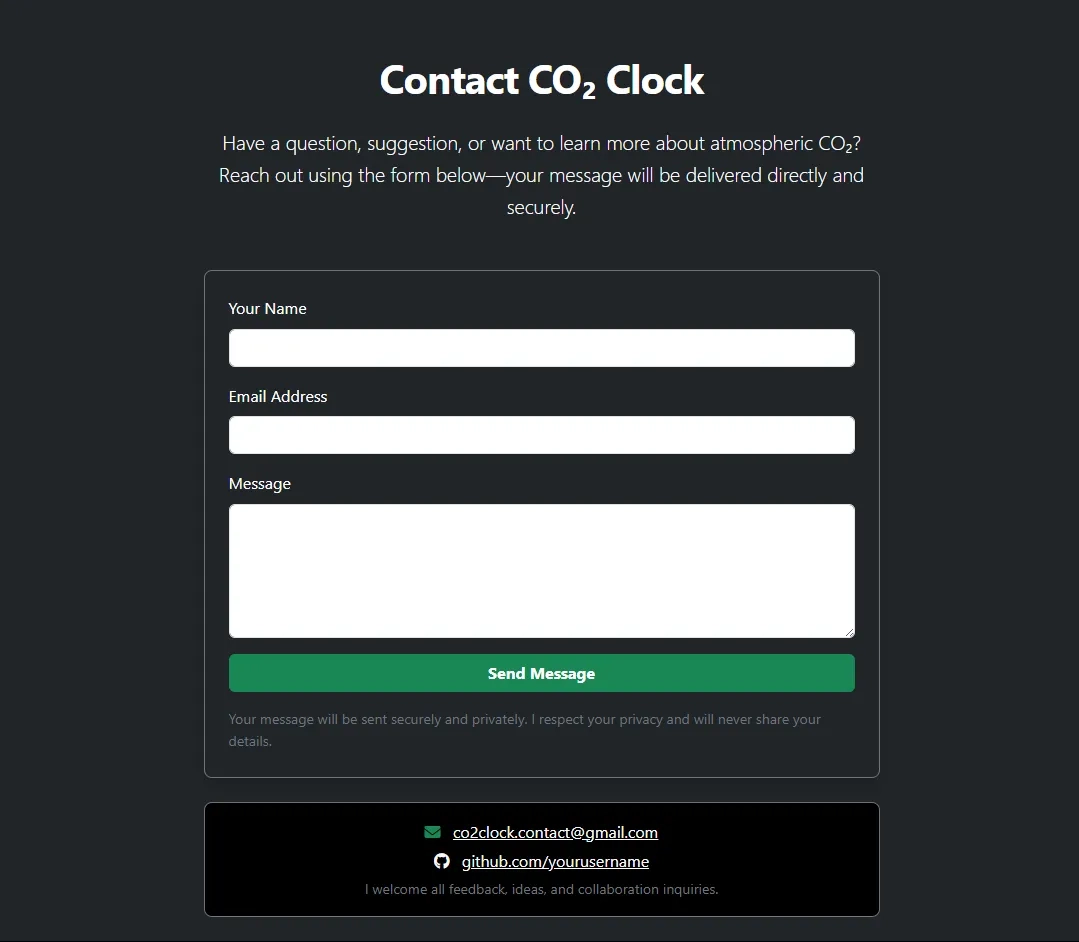 Contact CO₂ Clock
Have a question, suggestion, or want to learn more about atmospheric CO₂?
Reach out using the form below—your message will be delivered directly and
securely.
Your Name
Email Address
Message
Send Message
Your message will be sent securely and privately. I respect your privacy and will never share your
details.
co2clock.contact@gmail.com
github.com/yourusername
I welcome all feedback, ideas, and collaboration inquiries.